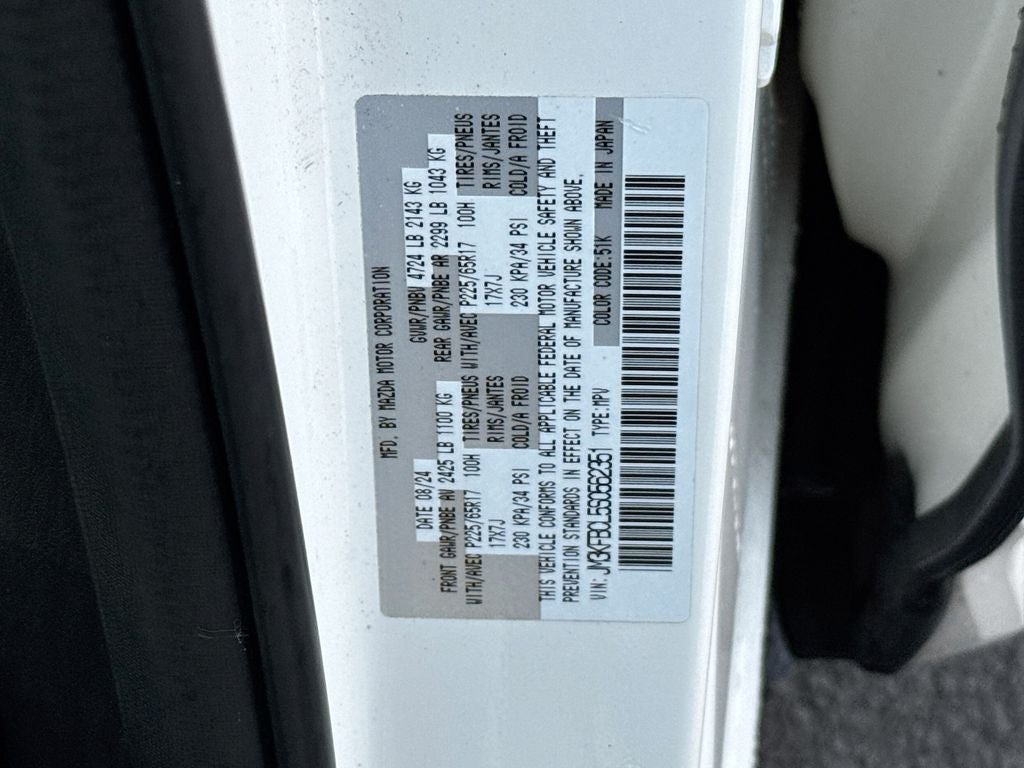 MFD. BY MAZDA MOTOR CORPORATION
DATE 08/24 GVWR/PNBV 4724 LB 2143 KG
FRONT GAWR/PNBE AV 2425 LB 1100 KG REAR GAWR/PNBE AR 2299 LB 1043 KG
WITH/AVEC P225/65R17 100H TIRES/PNEUS WITH/AVEC P225/65R17 100H TIRES/PNEUS
17X7J RIMS/JANTES 17X7J RIMS/JANTES
230 KPA/34 PSI COLD/A FROID 230 KPA/34 PSI COLD/A FROID
THIS VEHICLE CONFORMS TO ALL APPLICABLE FEDERAL MOTOR VEHICLE SAFETY AND THEFT
PREVENTION STANDARDS IN EFFECT ON THE DATE OF MANUFACTURE SHOWN ABOVE.
VIN: JM3KFBCL5S0562351 TYPE:MPV COLOR CODE:51K MADE IN JAPAN